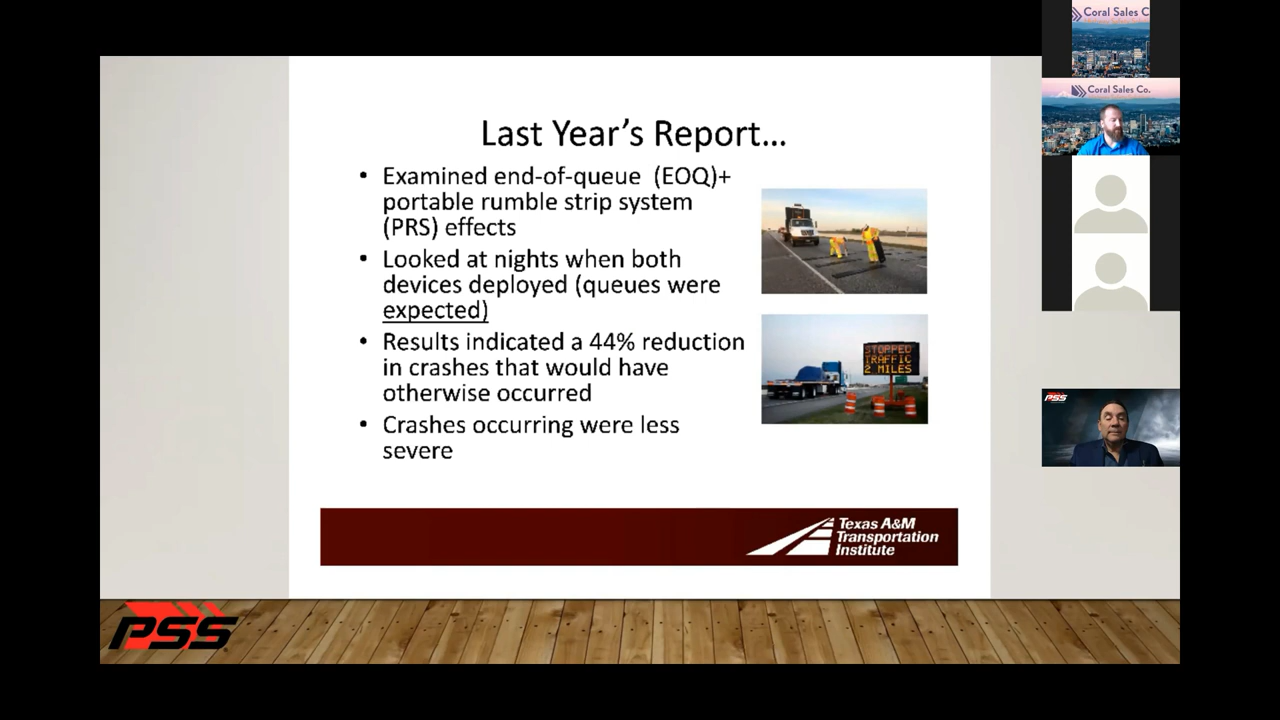 Last Year's Report...
• Examined end-of-queue (EOQ)+
portable rumble strip system
(PRS) effects
• Looked at nights when both
devices deployed (queues were
expected)
• Results indicated a 44% reduction
in crashes that would have
otherwise occurred
• Crashes occurring were less
severe
STOPPED
TRAFFIC
2 MILES
Texas A&M
Transportation
Institute
PSS
Coral Sales C
Coral Sales Co.
PSS